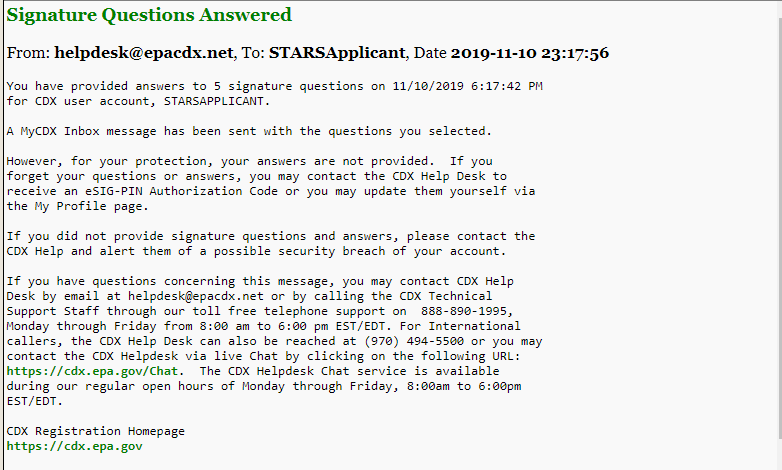 Signature Questions Answered
From: helpdesk@epacdx.net, To: STARSApplicant, Date 2019-11-10 23:17:56
You have provided answers to 5 signature questions on 11/10/2019 6:17:42 PM
for CDX user account, STARSAPPLICANT.
A MyCDX Inbox message has been sent with the questions you selected.
However, for your protection, your answers are not provided.  If you
forget your questions or answers, you may contact the CDX Help Desk to
receive an eSIG-PIN Authorization Code or you may update them yourself via
the My Profile page.
If you did not provide signature questions and answers, please contact the
CDX Help and alert them of a possible security breach of your account.
If you have questions concerning this message, you may contact CDX Help
Desk by email at helpdesk@epacdx.net or by calling the CDX Technical
Support Staff through our toll free telephone support on  888-890-1995,
Monday through Friday from 8:00 am to 6:00 pm EST/EDT. For International
callers, the CDX Help Desk can also be reached at (970) 494-5500 or you may
contact the CDX Helpdesk via live Chat by clicking on the following URL:
https://cdx.epa.gov/Chat.  The CDX Helpdesk Chat service is available
during our regular open hours of Monday through Friday, 8:00am to 6:00pm
EST/EDT.
CDX Registration Homepage
https://cdx.epa.gov